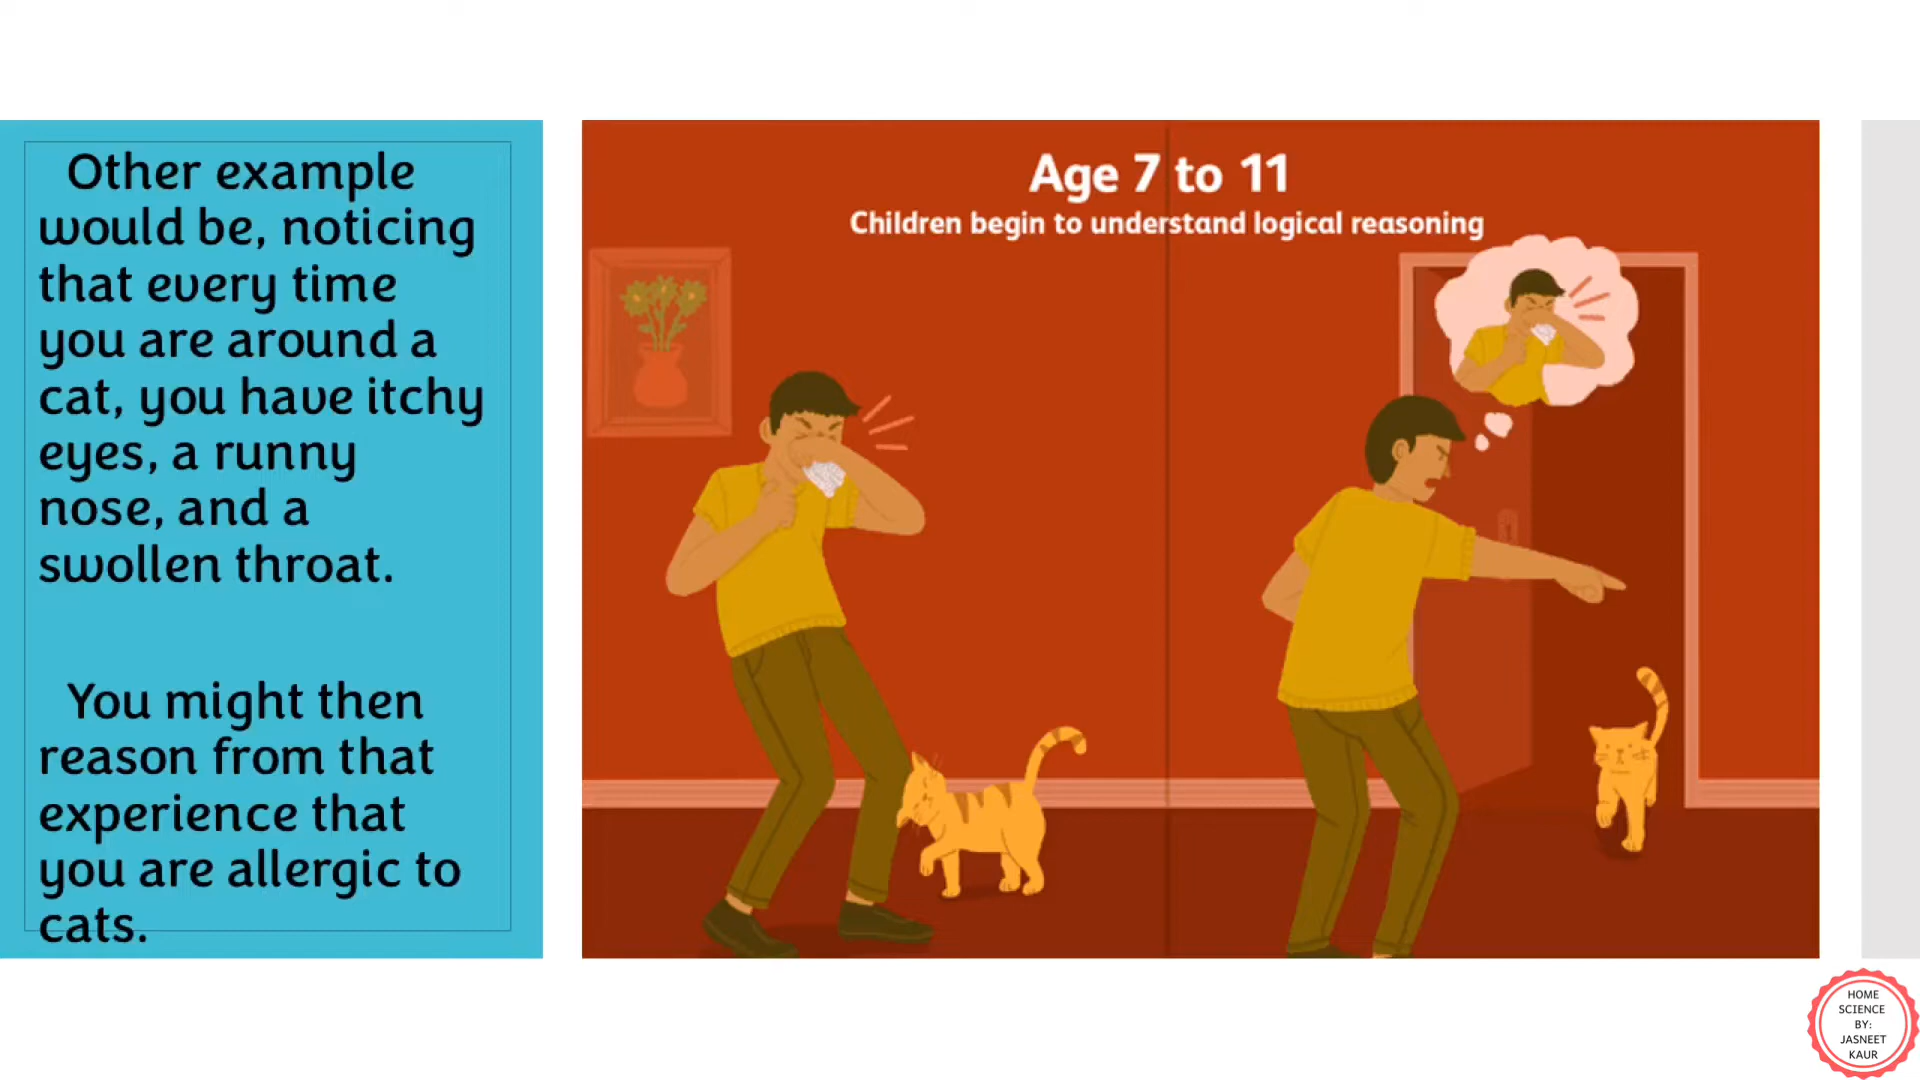 Other example
would be, noticing
that every time
you are around a
cat, you have itchy
eyes, a runny
nose, and a
swollen throat.
You might then
reason from that
experience that
you are allergic to
cats.
Age 7 to 11
Children begin to understand logical reasoning
HOME
SCIENCE
BY:
JASNEET
KAUR